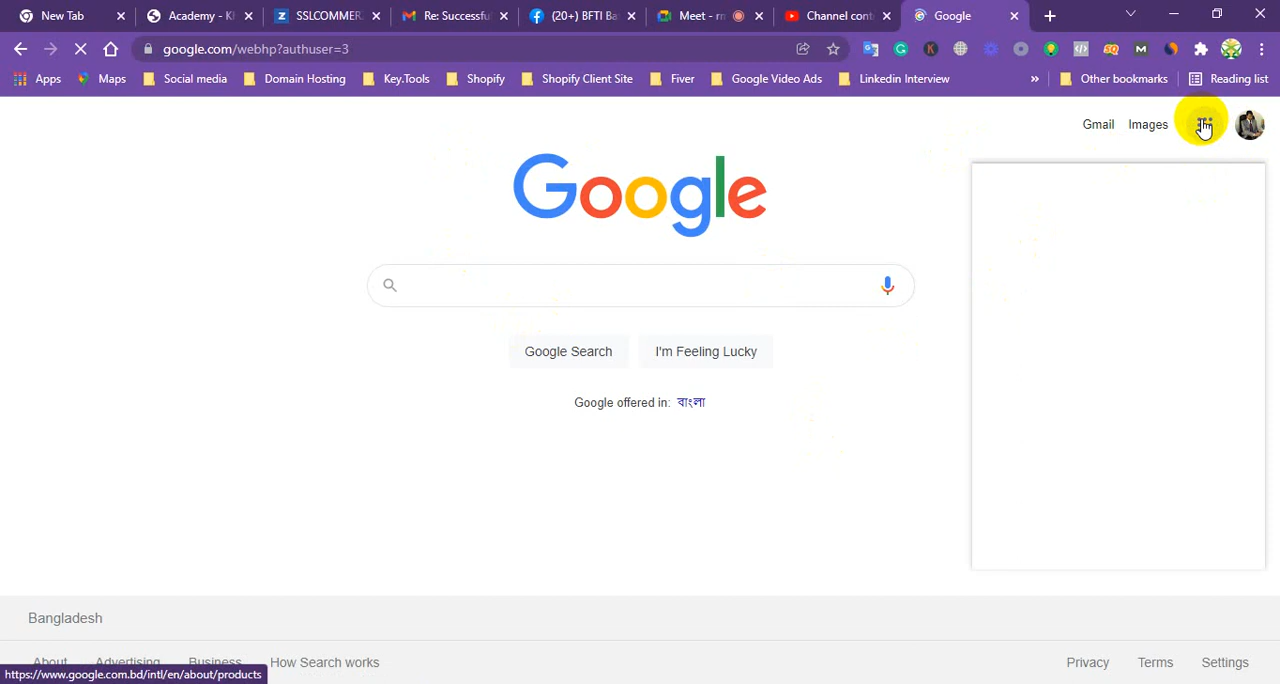 New Tab
Academy - K
SSLCOMMER
Re: Successfu
(20+) BFTI Ba
Meet - rm
Channel cont
Google
google.com/webhp?authuser=3
Apps
Maps
Social media
Domain Hosting
Key.Tools
Shopify
Shopify Client Site
Fiver
Google Video Ads
Linkedin Interview
»
Other bookmarks
Reading list
Gmail
Images
Google
Google Search
I'm Feeling Lucky
Google offered in: বাংলা
Bangladesh
About
Advertising
Business
How Search works
Privacy
Terms
Settings
https://www.google.com.bd/intl/en/about/products